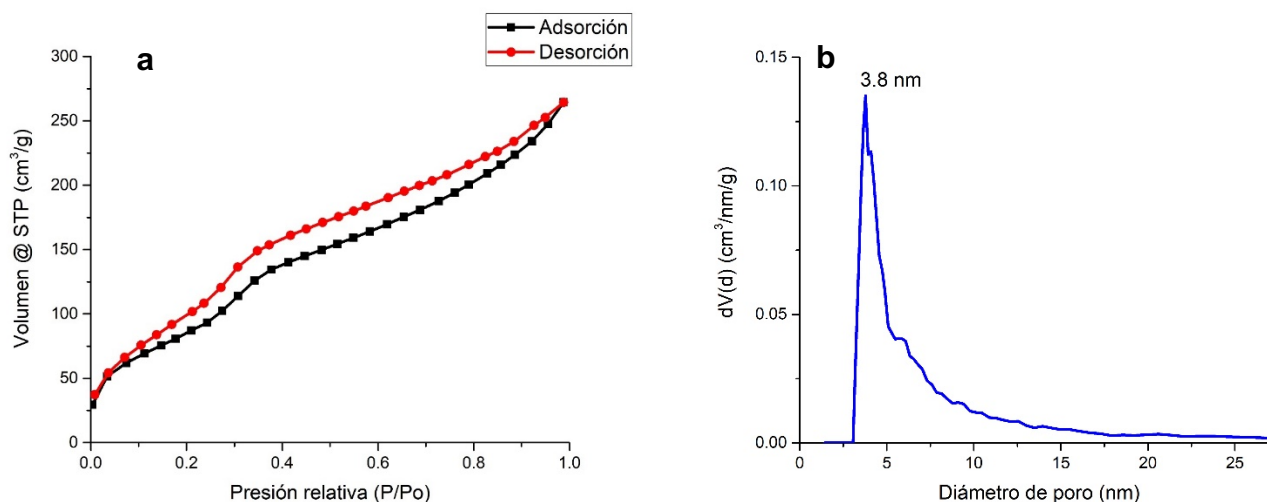 a
Adsorción
Desorción
300
250
200
150
100
50
0
Volumen @ STP (cm³/g)
0.0 0.2 0.4 0.6 0.8 1.0
Presión relativa (P/Po)
b
3.8 nm
0.15
0.10
0.05
0.00
dV(d) (cm³/nm/g)
0 5 10 15 20 25
Diámetro de poro (nm)